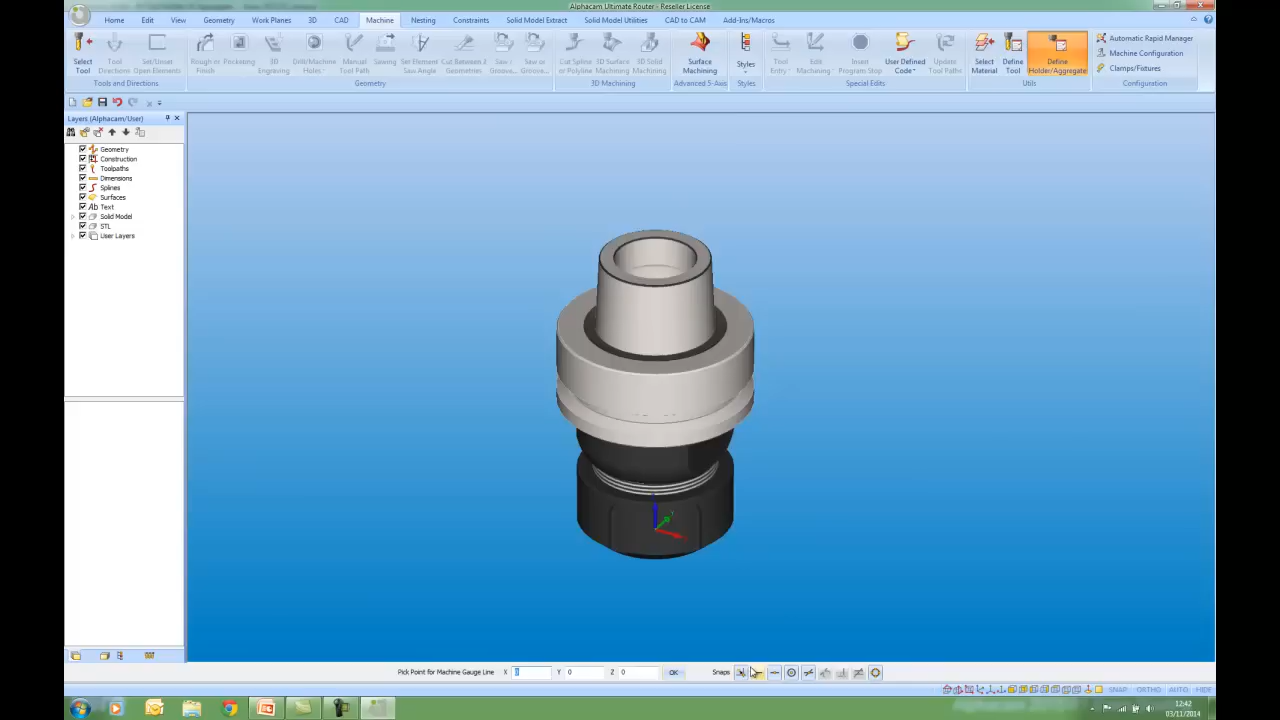 Alphacam Ultimate Router - Reseller License
Home Edit View Geometry Work Planes 3D CAD Machine Nesting Constraints Solid Model Extract Solid Model Utilities CAD to CAM Add-Ins/Macros
Select Tool
Tool Directions
Set/Unset Open Elements
Rough or Finish
Pocketing
3D Engraving
Drill/Machine Holes
Manual Tool Path
Sawing
Set Element Saw Angle
Cut Between 2 Geometries
Saw / Groove...
Saw or Groove...
Cut Spline or Polyline
3D Surface Machining
3D Solid Machining
Surface Machining
Styles
Tool Entry
Edit Machining
Insert Program Stop
User Defined Code
Update Tool Paths
Select Material
Define Tool
Define Holder/Aggregate
Automatic Rapid Manager
Machine Configuration
Clamps/Fixtures
Tools and Directions Geometry 3D Machining Advanced 5-Axis Styles Special Edits Utils Configuration
Layers (Alphacam/User)
Geometry
Construction
Toolpaths
Dimensions
Splines
Surfaces
Ab Text
Solid Model
STL
User Layers
Pick Point for Machine Gauge Line X 0 Y 0 Z 0 OK Snaps
SNAP ORTHO AUTO HIDE
12:42
03/11/2014